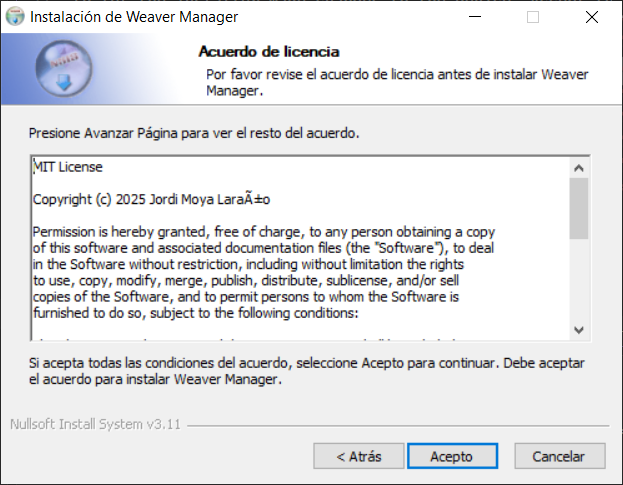 Instalación de Weaver Manager
Acuerdo de licencia
Por favor revise el acuerdo de licencia antes de instalar Weaver
Manager.
Presione Avanzar Página para ver el resto del acuerdo.
MIT License
Copyright (c) 2025 Jordi Moya LaraÃ±o
Permission is hereby granted, free of charge, to any person obtaining a copy
of this software and associated documentation files (the "Software"), to deal
in the Software without restriction, including without limitation the rights
to use, copy, modify, merge, publish, distribute, sublicense, and/or sell
copies of the Software, and to permit persons to whom the Software is
furnished to do so, subject to the following conditions:
Si acepta todas las condiciones del acuerdo, seleccione Acepto para continuar. Debe aceptar
el acuerdo para instalar Weaver Manager.
Nullsoft Install System v3.11
< Atrás
Acepto
Cancelar